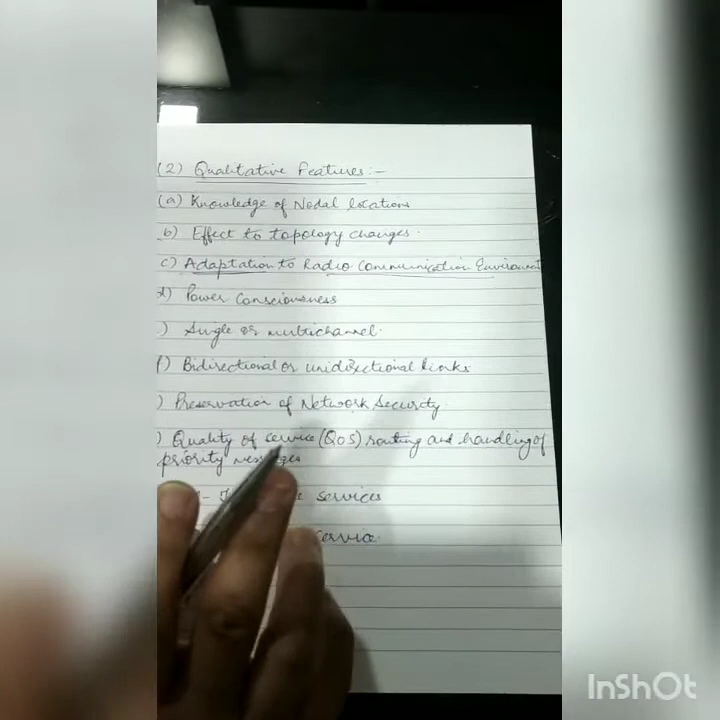 (2) Qualitative Features:-
(a) Knowledge of Nodal locations
b) Effect to topology changes.
c) Adaptation to Radio Communication Enviroment
d) Power Consciousness
) Single or multichannel.
f) Bidirectional or unidirectional links
) Preservation of Network Security.
) Quality of service (QoS) routing and handling of
priority messages
services
service
InShOt